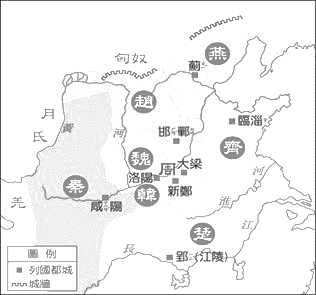 燕
匈奴
薊
趙
月氏
黃河
臨淄
邯鄲
齊
魏
周
大梁
洛陽
新鄭
秦
韓
羌
咸陽
淮河
楚
江
長
郢(江陵)
圖例
列國都城
城牆